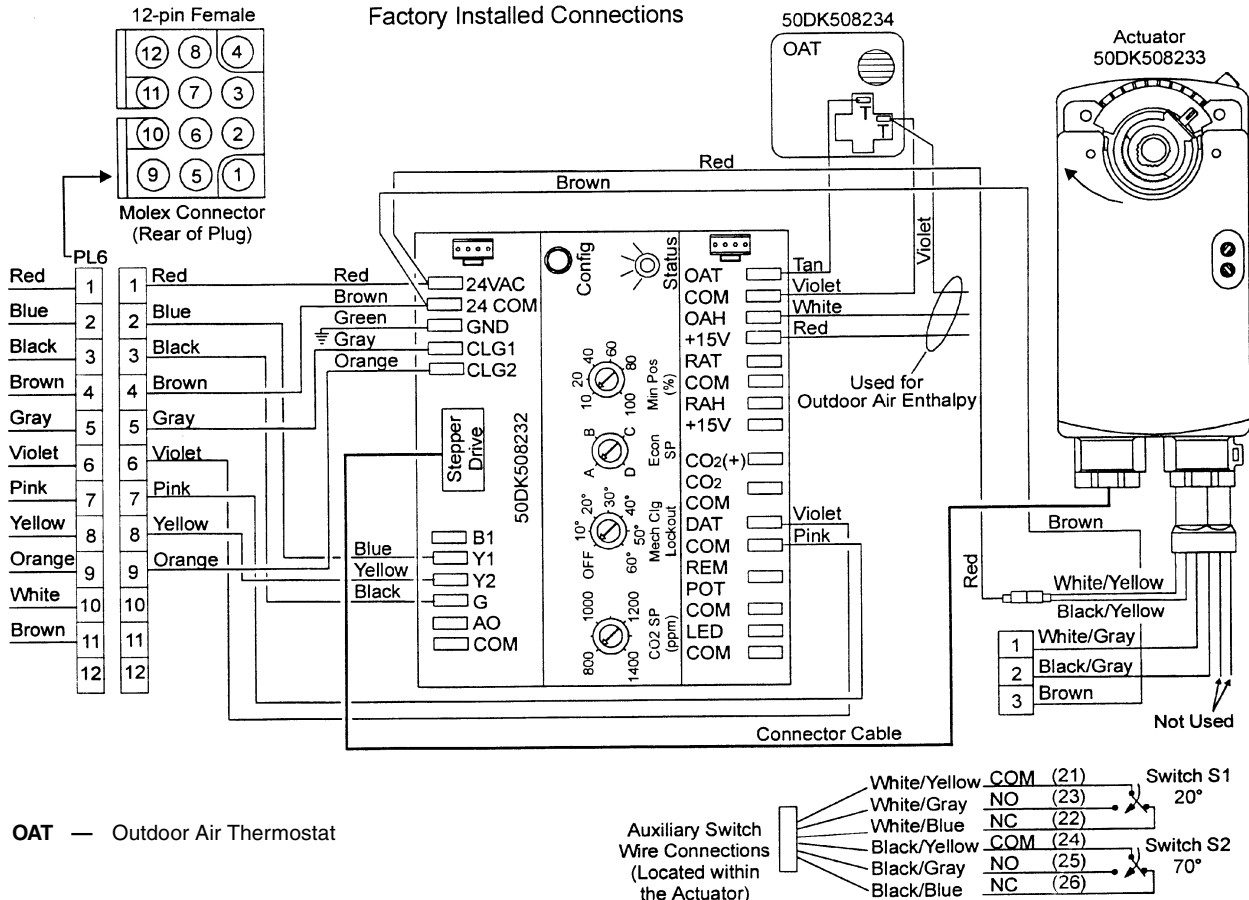 12-pin Female
Factory Installed Connections
50DK508234
Actuator
50DK508233
OAT
12 8 4
11 7 3
10 6 2
9 5 1
Molex Connector
(Rear of Plug)
PL6
Red
Brown
Violet
Red 1 1 Red
Blue 2 2 Blue
Black 3 3 Black
Brown 4 4 Brown
Gray 5 5 Gray
Violet 6 6 Violet
Pink 7 7 Pink
Yellow 8 8 Yellow
Orange 9 9 Orange
White 10 10
Brown 11 11
12 12
Red 24VAC
Brown 24 COM
Green GND
Gray CLG1
Orange CLG2
Stepper
Drive
50DK508232
B1
Blue Y1
Yellow Y2
Black G
AO
COM
Config
Status
10 20 40 60 80 100
Min Pos
(%)
A B C D
Econ
SP
OFF 10° 20° 30° 40° 50° 60°
Mech Clg
Lockout
800 1000 1200 1400
CO2 SP
(ppm)
OAT Tan
COM Violet
OAH White
+15V Red
RAT
COM
RAH
+15V
CO2(+)
CO2
COM
DAT Violet
COM Pink
REM
POT
COM
LED
COM
Used for
Outdoor Air Enthalpy
Brown
Red
White/Yellow
Black/Yellow
1 White/Gray
2 Black/Gray
3 Brown
Not Used
Connector Cable
OAT — Outdoor Air Thermostat
Auxiliary Switch
Wire Connections
(Located within
the Actuator)
White/Yellow COM (21)
White/Gray NO (23)
White/Blue NC (22)
Black/Yellow COM (24)
Black/Gray NO (25)
Black/Blue NC (26)
Switch S1
20°
Switch S2
70°